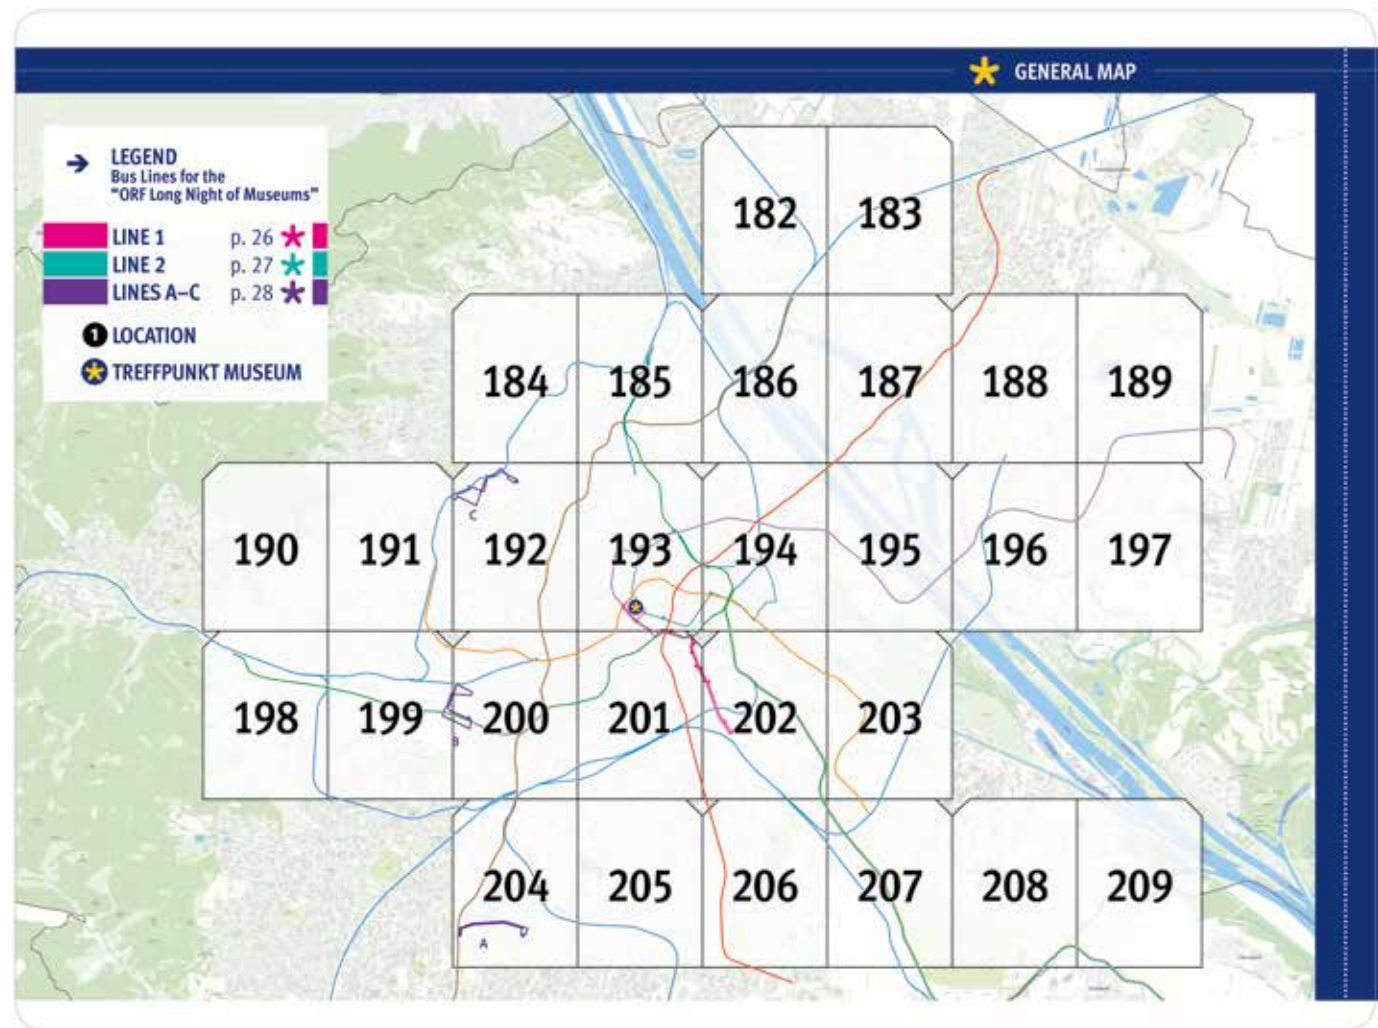 GENERAL MAP
LEGEND
Bus Lines for the
"ORF Long Night of Museums"
LINE 1 p. 26
LINE 2 p. 27
LINES A–C p. 28
1 LOCATION
TREFFPUNKT MUSEUM
182 183
184 185 186 187 188 189
C
190 191 192 193 194 195 196 197
198 199 200 201 202 203
B
204 205 206 207 208 209
A